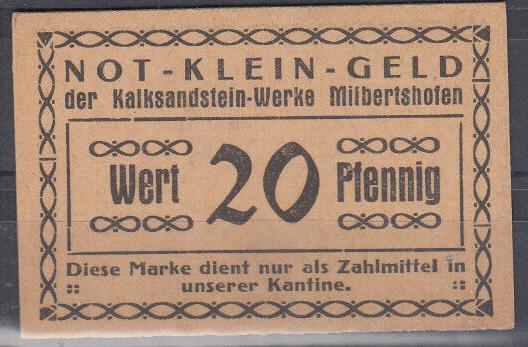 NOT-KLEIN-GELD
der Kalksandstein-Werke Milbertshofen
Wert 20 Pfennig
Diese Marke dient nur als Zahlmittel in
unserer Kantine.